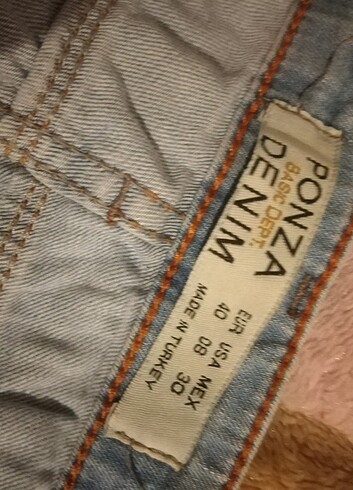 PONZA
BASIC DEPT.
DENIM
EUR USA MEX
40 08 30
MADE IN TURKEY